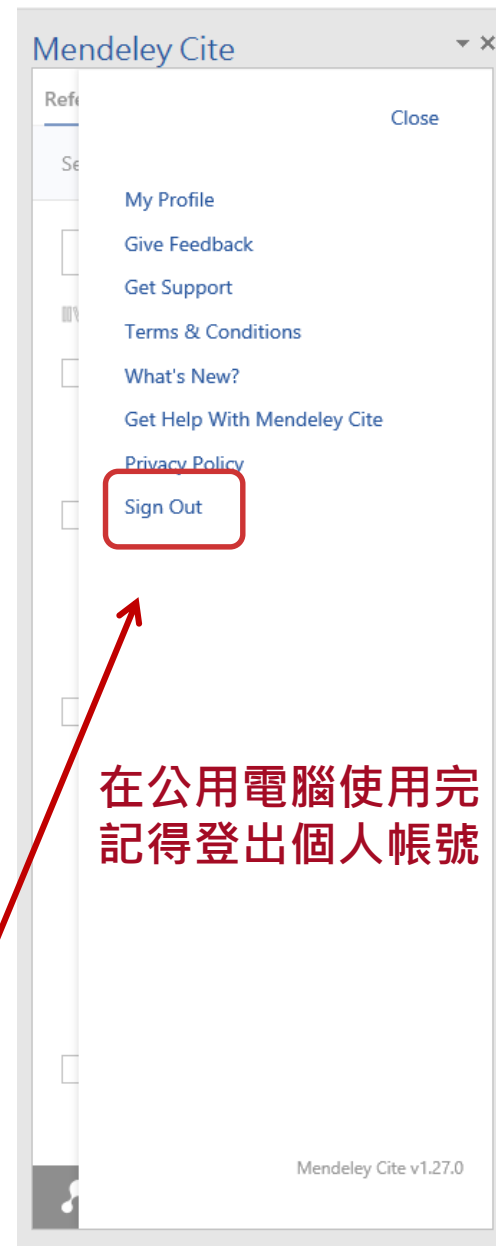 Mendeley Cite
Refe
Close
Se
My Profile
Give Feedback
Get Support
Terms & Conditions
What's New?
Get Help With Mendeley Cite
Privacy Policy
Sign Out
在公用電腦使用完
記得登出個人帳號
Mendeley Cite v1.27.0